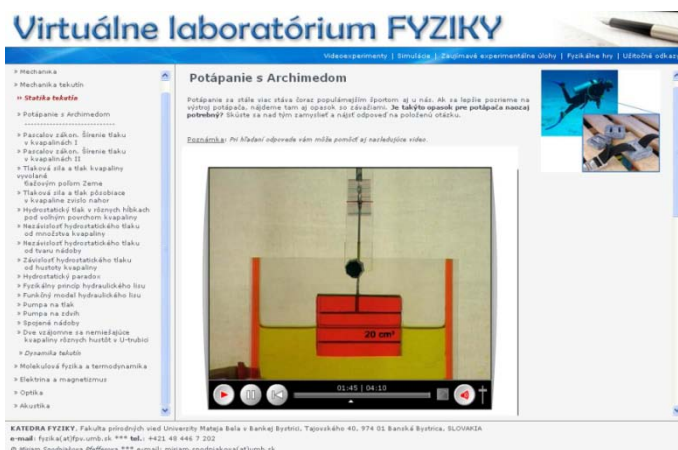 Virtuálne laboratórium FYZIKY
Videoexperimenty | Simulácie | Zaujímavé experimentálne úlohy | Fyzikálne hry | Užitočné odkazy
» Mechanika
» Mechanika tekutín
» Statika tekutín
» Potápanie s Archimedom
» Pascalov zákon. Šírenie tlaku
v kvapalinách I
» Pascalov zákon. Šírenie tlaku
v kvapalinách II
» Tlaková sila a tlak kvapaliny
vyvolaná
tiažovým poľom Zeme
» Tlaková sila a tlak pôsobiace
v kvapaline zvislo nahor
» Hydrostatický tlak v rôznych hĺbkach
pod voľným povrchom kvapaliny
» Nezávislosť hydrostatického tlaku
od množstva kvapaliny
» Nezávislosť hydrostatického tlaku
od tvaru nádoby
» Závislosť hydrostatického tlaku
od hustoty kvapaliny
» Hydrostatický paradox
» Fyzikálny princíp hydraulického lisu
» Funkčný model hydraulického lisu
» Pumpa na tlak
» Pumpa na zdvih
» Spojené nádoby
» Dve vzájomne sa nemiešajúce
kvapaliny rôznych hustôt v U-trubici
» Dynamika tekutín
» Molekulová fyzika a termodynamika
» Elektrina a magnetizmus
» Optika
» Akustika
Potápanie s Archimedom
Potápanie sa stále viac stáva čoraz populárnejším športom aj u nás. Ak sa lepšie pozrieme na
výstroj potápača, nájdeme tam aj opasok so závažiami. Je takýto opasok pre potápača naozaj
potrebný? Skúste sa nad tým zamyslieť a nájsť odpoveď na položenú otázku.
Poznámka: Pri hľadaní odpovede vám môže pomôcť aj nasledujúce video.
20 cm³
01:45 | 04:10
KATEDRA FYZIKY, Fakulta prírodných vied Univerzity Mateja Bela v Banskej Bystrici, Tajovského 40, 974 01 Banská Bystrica, SLOVAKIA
e-mail: fyzika(at)fpv.umb.sk *** tel.: +421 48 446 7 202